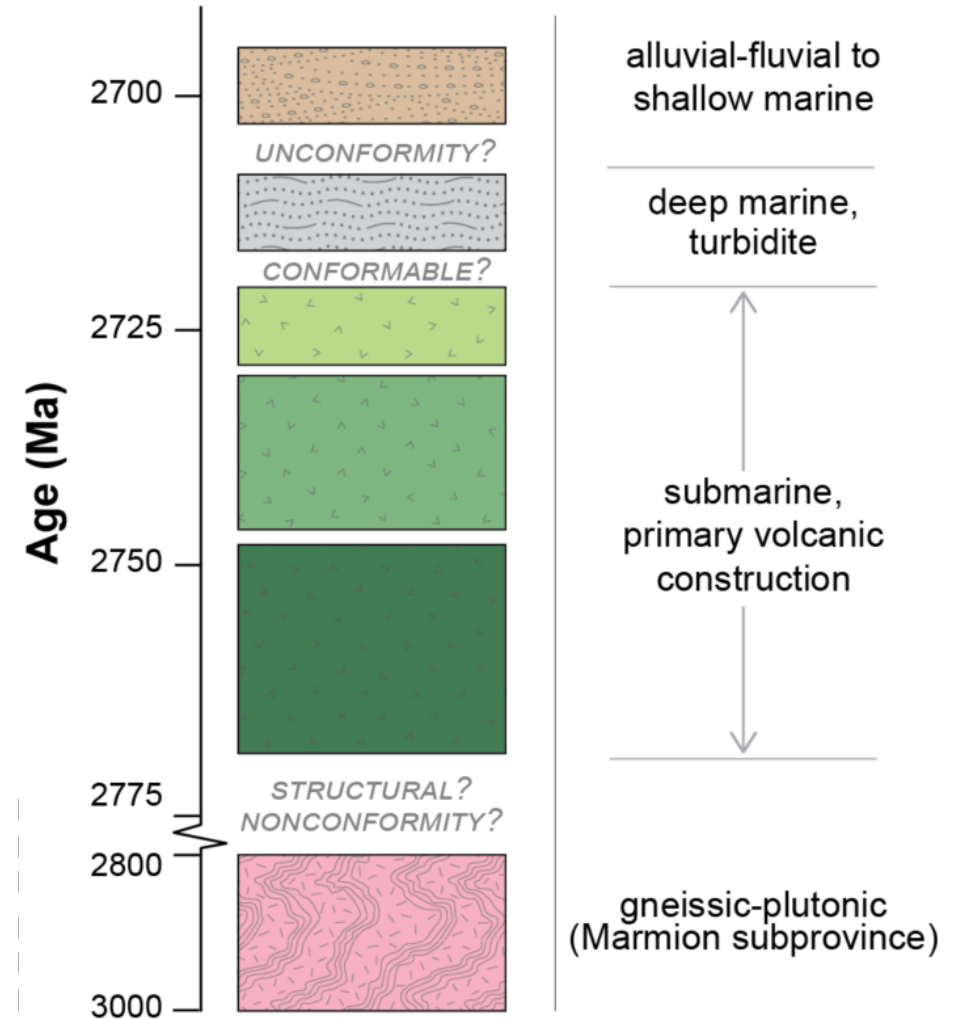 alluvial-fluvial to
shallow marine
2700
UNCONFORMITY?
deep marine,
turbidite
CONFORMABLE?
2725
Age (Ma)
submarine,
primary volcanic
construction
2750
2775
STRUCTURAL?
NONCONFORMITY?
2800
gneissic-plutonic
(Marmion subprovince)
3000